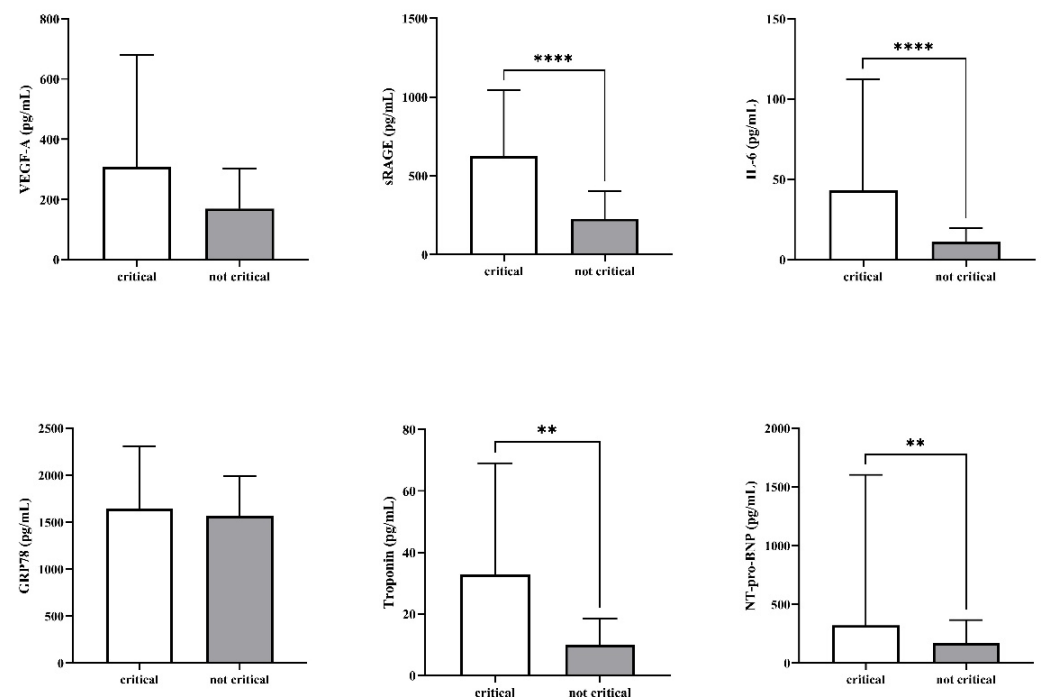 VEGF-A (pg/mL)
800
600
400
200
0
critical not critical
sRAGE (pg/mL)
1500
1000
500
0
****
critical not critical
IL-6 (pg/mL)
150
100
50
0
****
critical not critical
GRP78 (pg/mL)
2500
2000
1500
1000
500
0
critical not critical
Troponin (pg/mL)
80
60
40
20
0
**
critical not critical
NT-pro-BNP (pg/mL)
2000
1500
1000
500
0
**
critical not critical